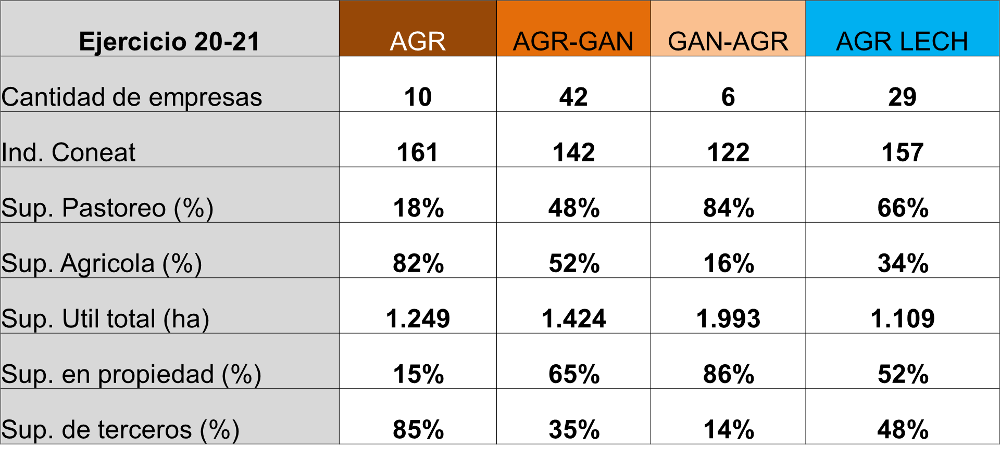 Ejercicio 20-21 AGR AGR-GAN GAN-AGR AGR LECH
Cantidad de empresas 10 42 6 29
Ind. Coneat 161 142 122 157
Sup. Pastoreo (%) 18% 48% 84% 66%
Sup. Agricola (%) 82% 52% 16% 34%
Sup. Util total (ha) 1.249 1.424 1.993 1.109
Sup. en propiedad (%) 15% 65% 86% 52%
Sup. de terceros (%) 85% 35% 14% 48%